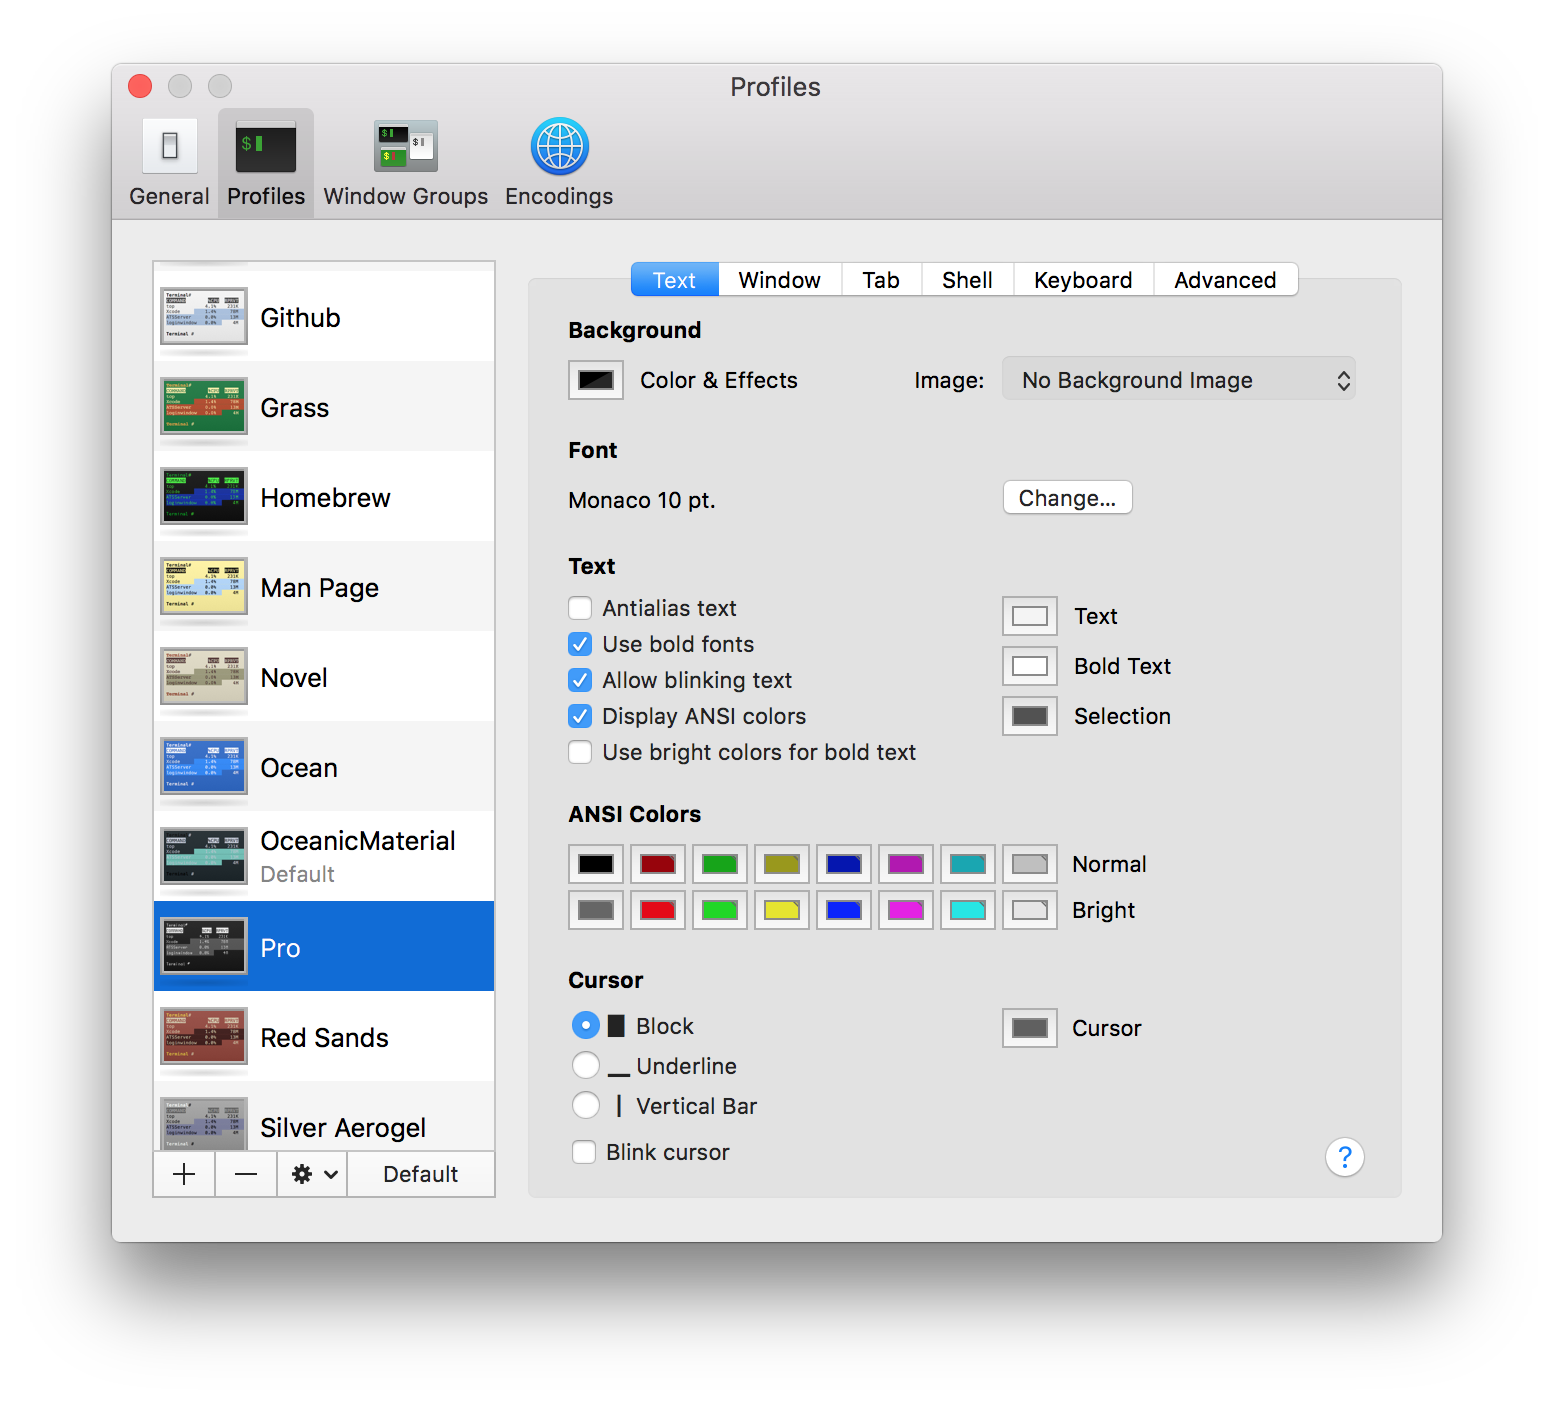 Profiles
General Profiles Window Groups Encodings
Github
Grass
Homebrew
Man Page
Novel
Ocean
OceanicMaterial
Default
Pro
Red Sands
Silver Aerogel
Default
Text Window Tab Shell Keyboard Advanced
Background
Color & Effects Image: No Background Image
Font
Monaco 10 pt. Change...
Text
Antialias text
Use bold fonts
Allow blinking text
Display ANSI colors
Use bright colors for bold text
Text
Bold Text
Selection
ANSI Colors
Normal
Bright
Cursor
Block
Underline
Vertical Bar
Blink cursor
Cursor
?